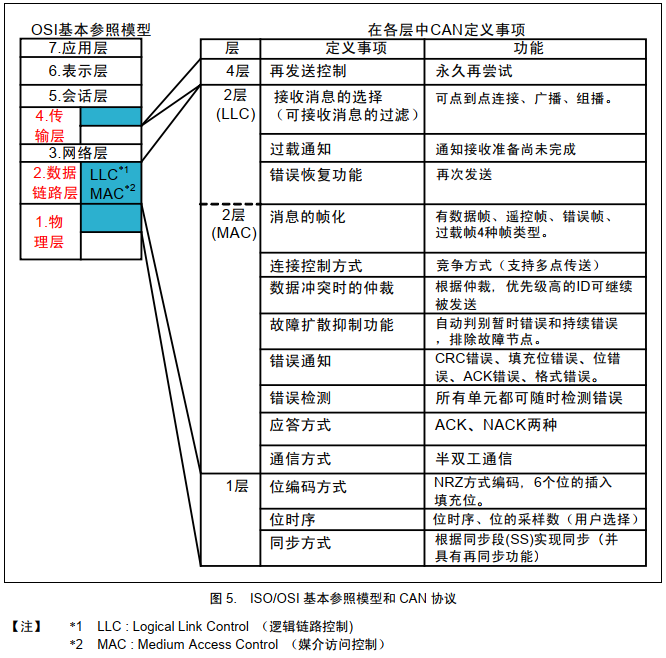 OSI基本参照模型
在各层中CAN定义事项
7.应用层
6.表示层
5.会话层
4.传
输层
3.网络层
2.数据
链路层
LLC*1
MAC*2
1.物
理层
层 定义事项 功能
4层 再发送控制 永久再尝试
2层
(LLC)
接收消息的选择
（可接收消息的过滤）
可点到点连接、广播、组播。
过载通知 通知接收准备尚未完成
错误恢复功能 再次发送
2层
(MAC)
消息的帧化
有数据帧、遥控帧、错误帧、
过载帧4种帧类型。
连接控制方式 竞争方式（支持多点传送）
数据冲突时的仲裁
根据仲裁，优先级高的ID可继续
被发送
故障扩散抑制功能
自动判别暂时错误和持续错误
，排除故障节点。
错误通知
CRC错误、填充位错误、位错
误、ACK错误、格式错误。
错误检测 所有单元都可随时检测错误
应答方式 ACK、NACK两种
通信方式 半双工通信
1层
位编码方式
NRZ方式编码，6个位的插入
填充位。
位时序 位时序、位的采样数（用户选择）
同步方式
根据同步段(SS)实现同步（并
具有再同步功能）
图 5. ISO/OSI 基本参照模型和 CAN 协议
【注】 *1 LLC : Logical Link Control （逻辑链路控制)
*2 MAC : Medium Access Control （媒介访问控制）